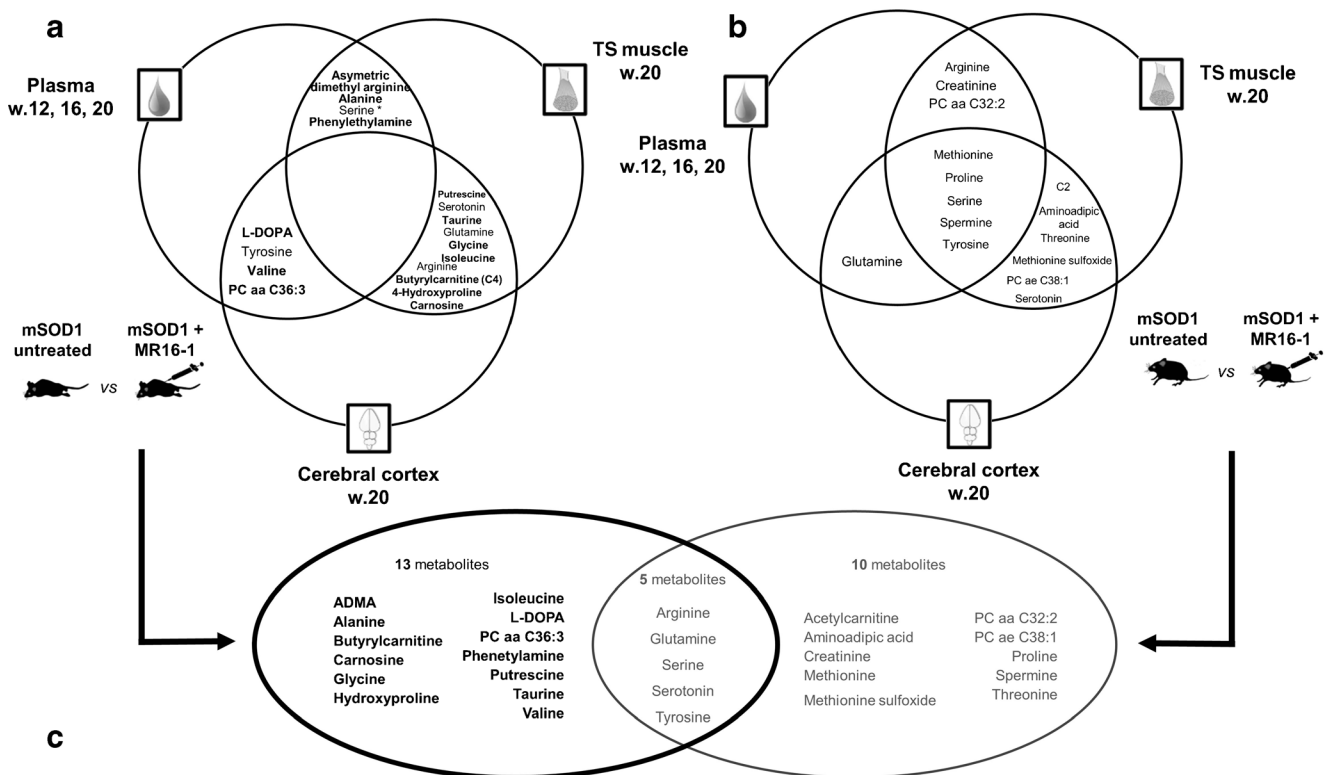 a
Plasma
w.12, 16, 20
TS muscle
w.20
Asymetric
dimethyl arginine
Alanine
Serine *
Phenylethylamine
L-DOPA
Tyrosine
Valine
PC aa C36:3
Putrescine
Serotonin
Taurine
Glutamine
Glycine
Isoleucine
Arginine
Butyrylcarnitine (C4)
4-Hydroxyproline
Carnosine
mSOD1
untreated
vs
mSOD1 +
MR16-1
Cerebral cortex
w.20
b
Plasma
w.12, 16, 20
TS muscle
w.20
Arginine
Creatinine
PC aa C32:2
Methionine
Proline
Serine
Spermine
Tyrosine
Glutamine
C2
Aminoadipic
acid
Threonine
Methionine sulfoxide
PC ae C38:1
Serotonin
mSOD1
untreated
vs
mSOD1 +
MR16-1
Cerebral cortex
w.20
13 metabolites
ADMA
Alanine
Butyrylcarnitine
Carnosine
Glycine
Hydroxyproline
Isoleucine
L-DOPA
PC aa C36:3
Phenetylamine
Putrescine
Taurine
Valine
5 metabolites
Arginine
Glutamine
Serine
Serotonin
Tyrosine
10 metabolites
Acetylcarnitine
Aminoadipic acid
Creatinine
Methionine
Methionine sulfoxide
PC aa C32:2
PC ae C38:1
Proline
Spermine
Threonine
c